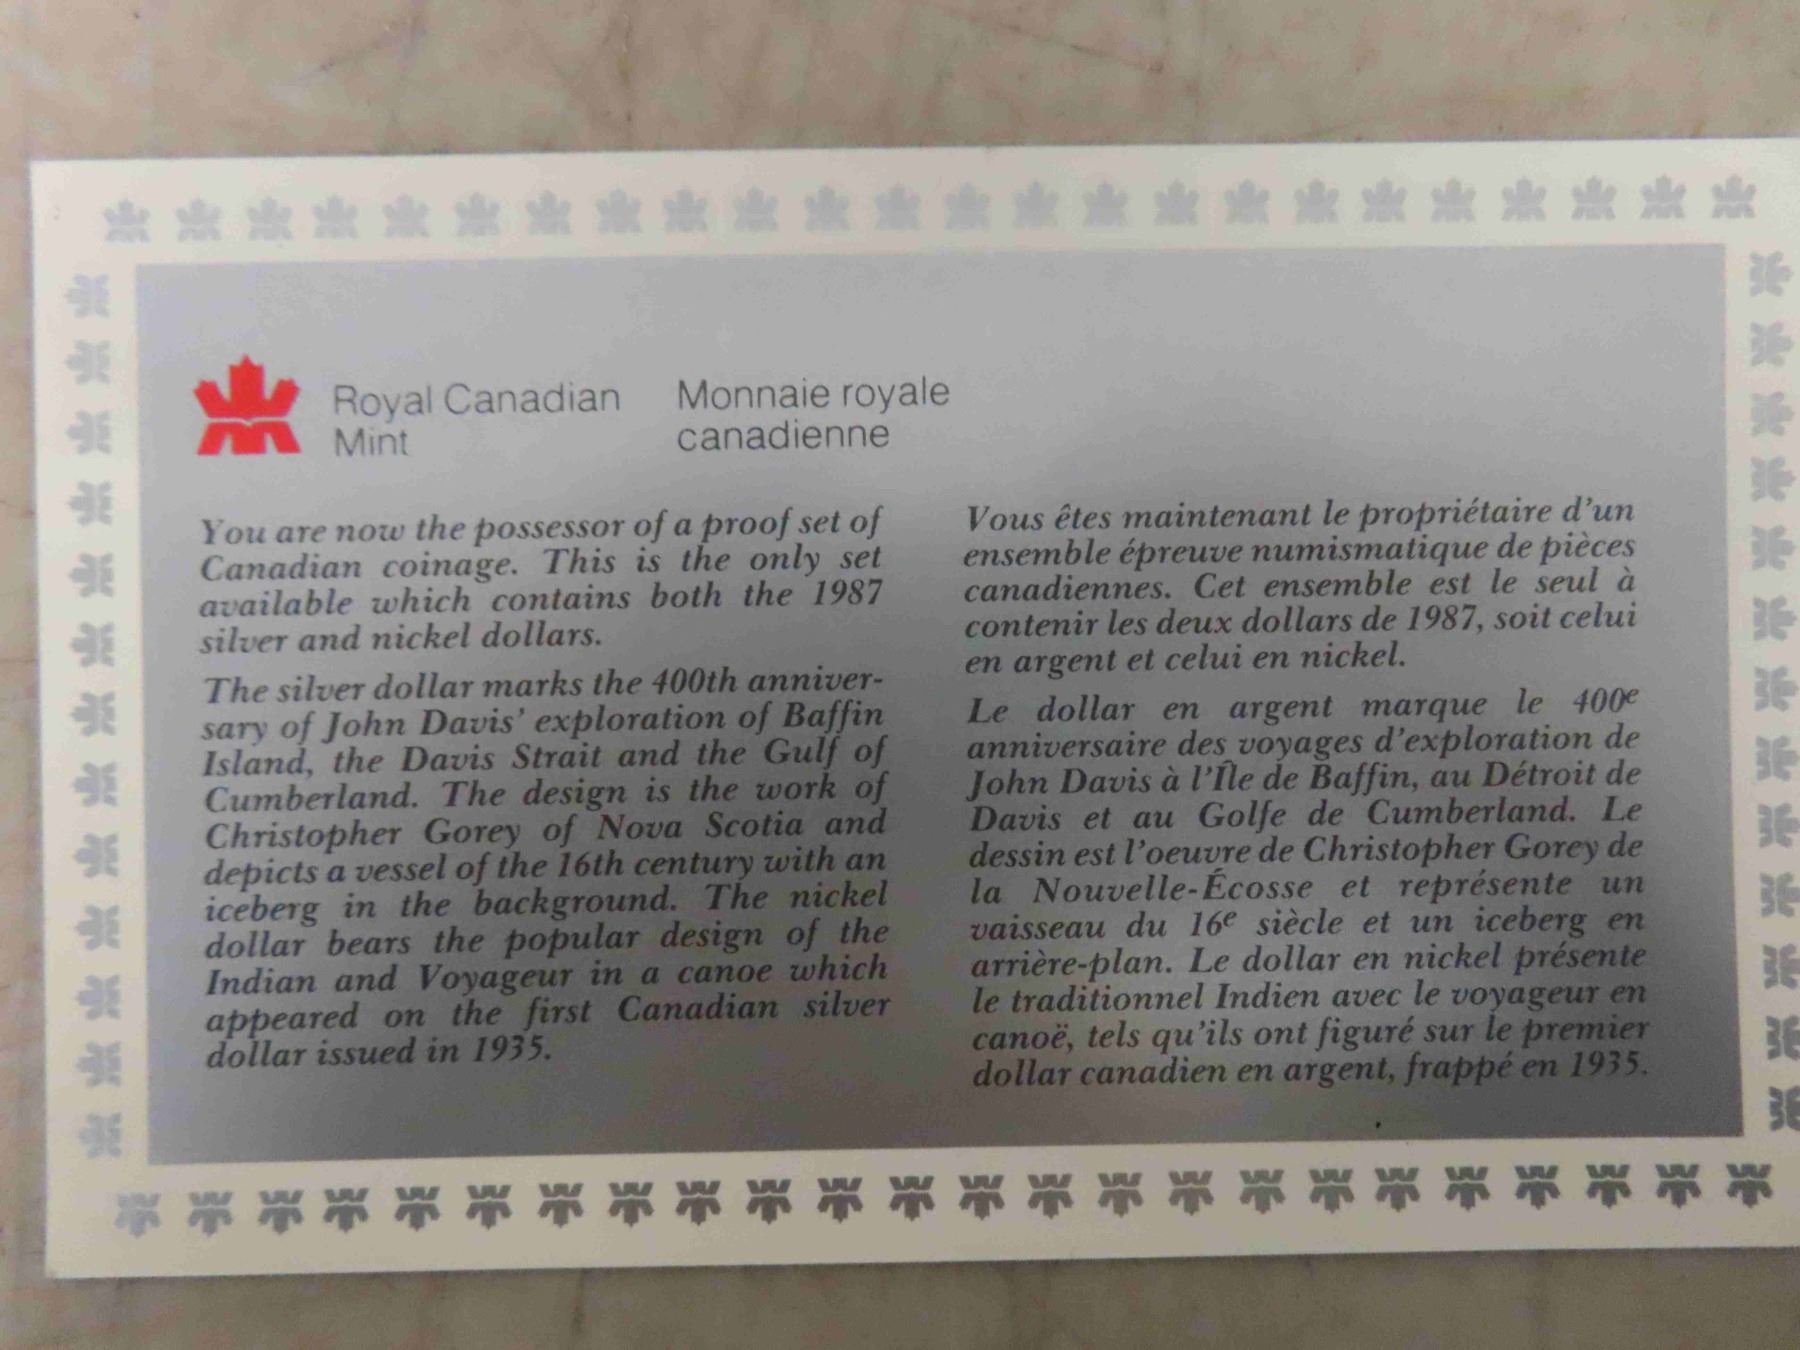 Royal Canadian
Mint
Monnaie royale
canadienne
You are now the possessor of a proof set of
Canadian coinage. This is the only set
available which contains both the 1987
silver and nickel dollars.
The silver dollar marks the 400th anniver-
sary of John Davis' exploration of Baffin
Island, the Davis Strait and the Gulf of
Cumberland. The design is the work of
Christopher Gorey of Nova Scotia and
depicts a vessel of the 16th century with an
iceberg in the background. The nickel
dollar bears the popular design of the
Indian and Voyageur in a canoe which
appeared on the first Canadian silver
dollar issued in 1935.
Vous êtes maintenant le propriétaire d'un
ensemble épreuve numismatique de pièces
canadiennes. Cet ensemble est le seul à
contenir les deux dollars de 1987, soit celui
en argent et celui en nickel.
Le dollar en argent marque le 400e
anniversaire des voyages d'exploration de
John Davis à l'Île de Baffin, au Détroit de
Davis et au Golfe de Cumberland. Le
dessin est l'oeuvre de Christopher Gorey de
la Nouvelle-Écosse et représente un
vaisseau du 16e siècle et un iceberg en
arrière-plan. Le dollar en nickel présente
le traditionnel Indien avec le voyageur en
canoë, tels qu'ils ont figuré sur le premier
dollar canadien en argent, frappé en 1935.